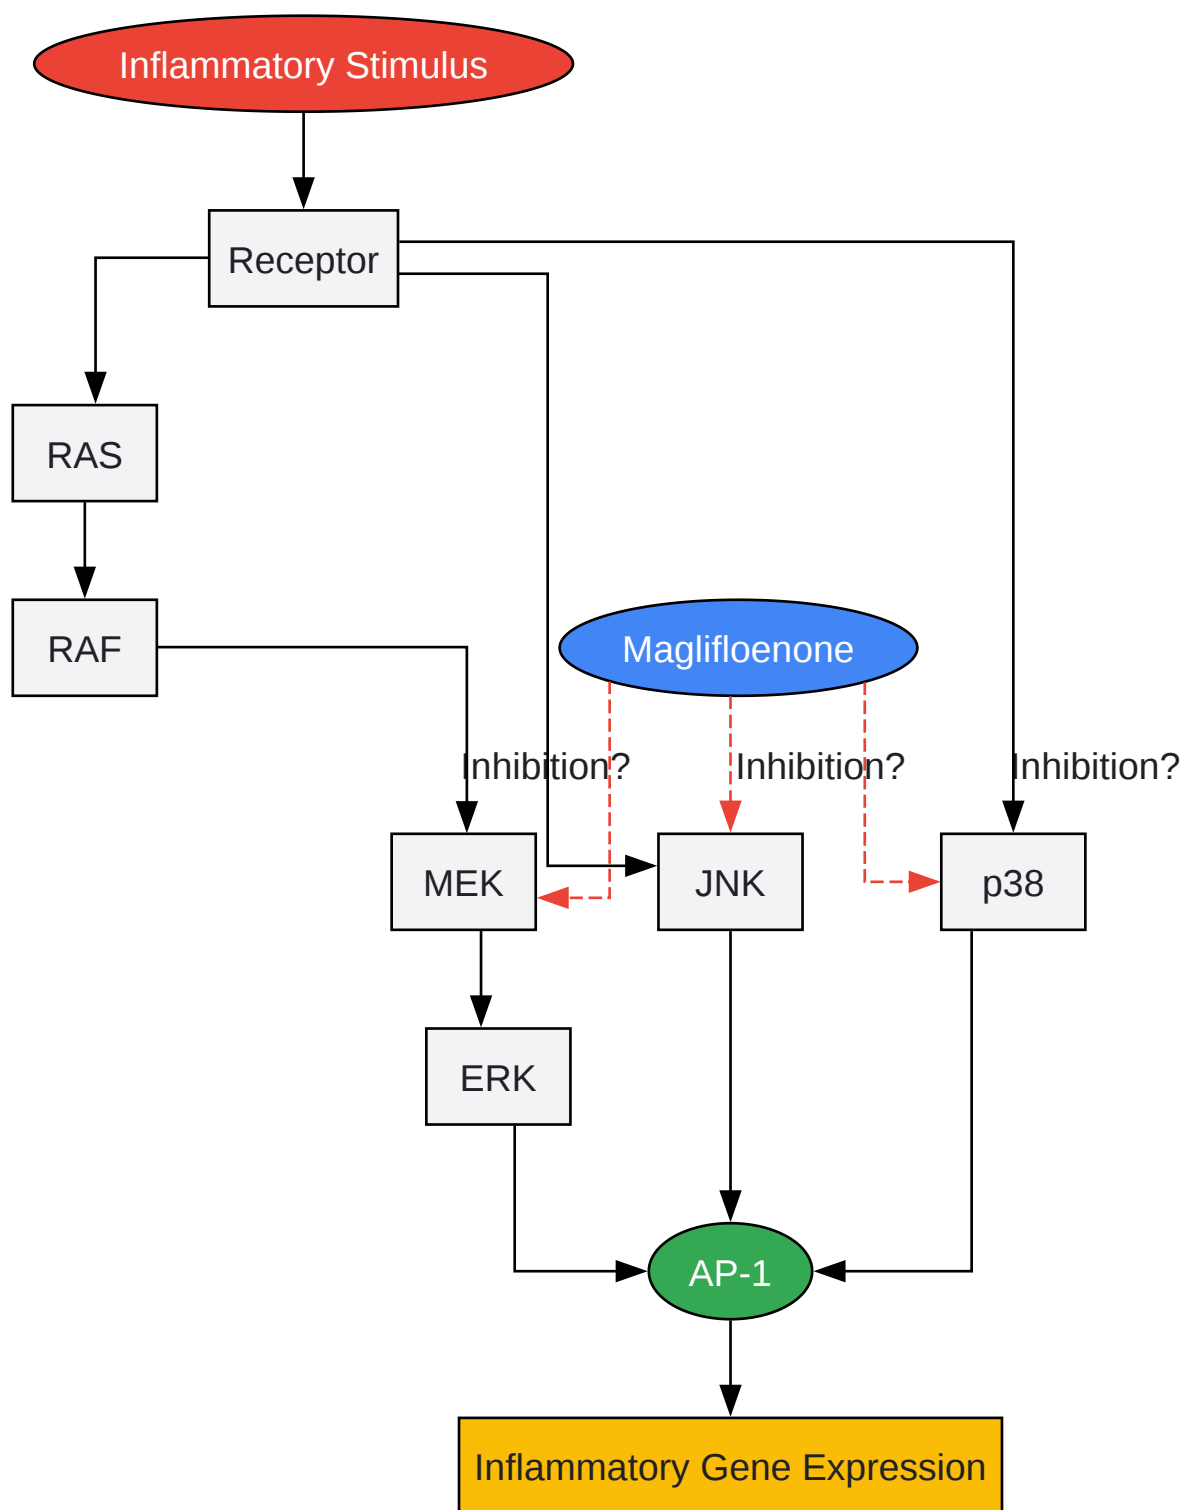 Inflammatory Stimulus
Receptor
RAS
RAF
Maglifloenone
Inhibition?
Inhibition?
Inhibition?
MEK
JNK
p38
ERK
AP-1
Inflammatory Gene Expression